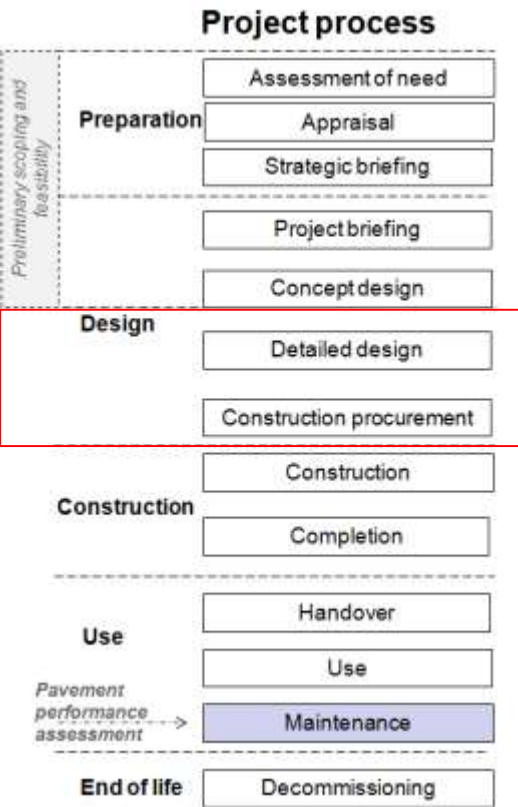 Project process
Preliminary scoping and
feasibility
Preparation
Assessment of need
Appraisal
Strategic briefing
Project briefing
Concept design
Design
Detailed design
Construction procurement
Construction
Construction
Completion
Use
Handover
Use
Pavement
performance
assessment
Maintenance
End of life
Decommissioning